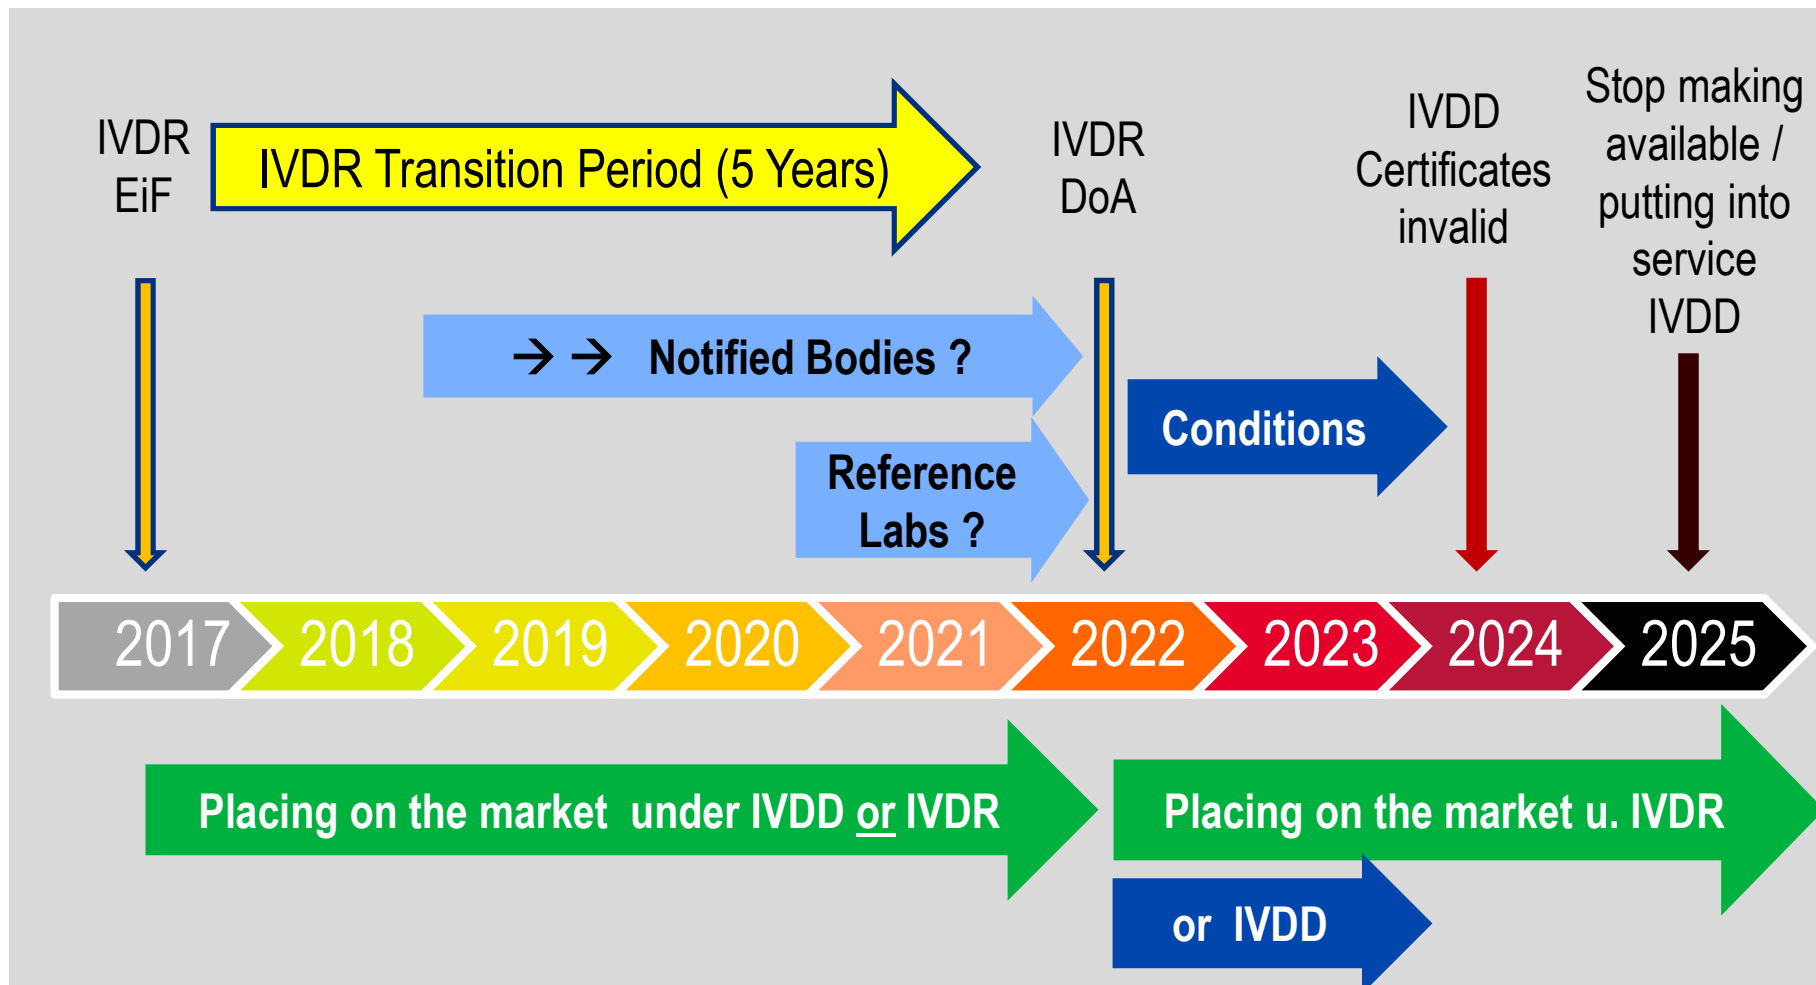 IVDR
EiF
IVDR Transition Period (5 Years)
IVDR
DoA
IVDD
Certificates
invalid
Stop making
available /
putting into
service
IVDD
→ → Notified Bodies ?
Reference
Labs ?
Conditions
2017
2018
2019
2020
2021
2022
2023
2024
2025
Placing on the market under IVDD or IVDR
Placing on the market u. IVDR
or IVDD